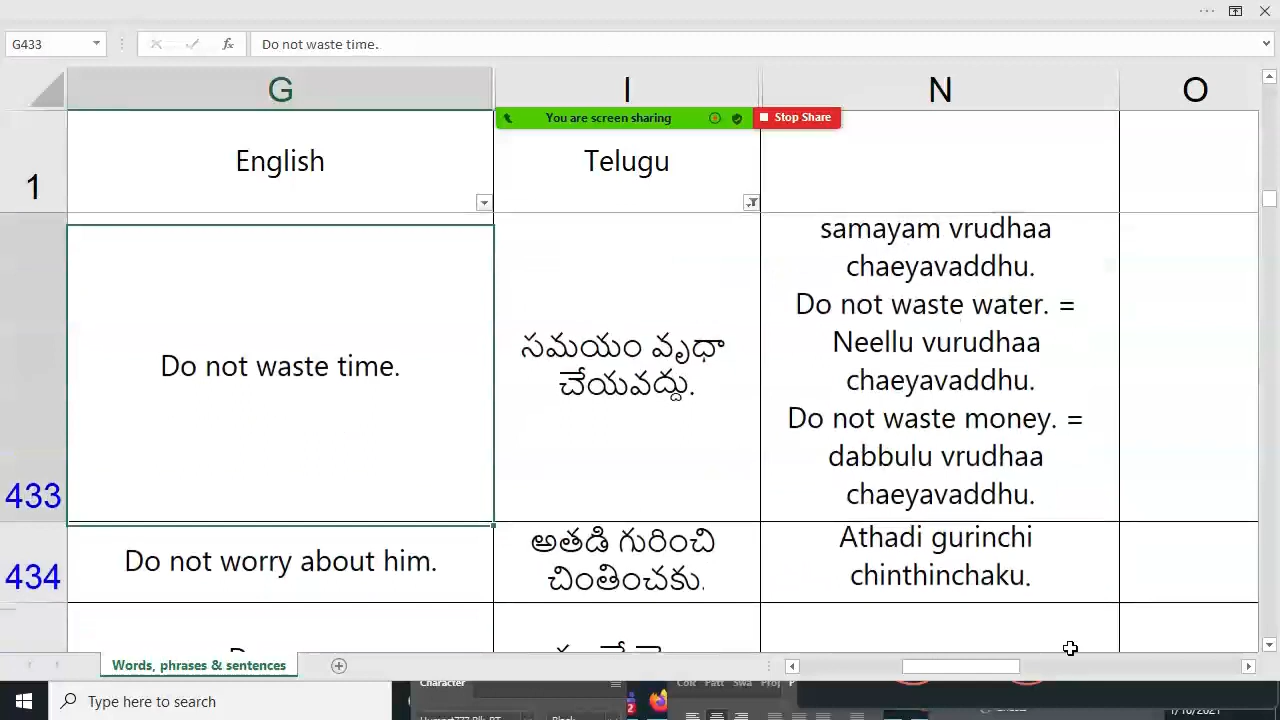 G433
Do not waste time.
G
I
N
O
You are screen sharing
Stop Share
1
English
Telugu
433
Do not waste time.
సమయం వృధా
చేయవద్దు.
samayam vrudhaa
chaeyavaddhu.
Do not waste water. =
Neellu vurudhaa
chaeyavaddhu.
Do not waste money. =
dabbulu vrudhaa
chaeyavaddhu.
434
Do not worry about him.
అతడి గురించి
చింతించకు.
Athadi gurinchi
chinthinchaku.
Words, phrases & sentences
Type here to search
Character